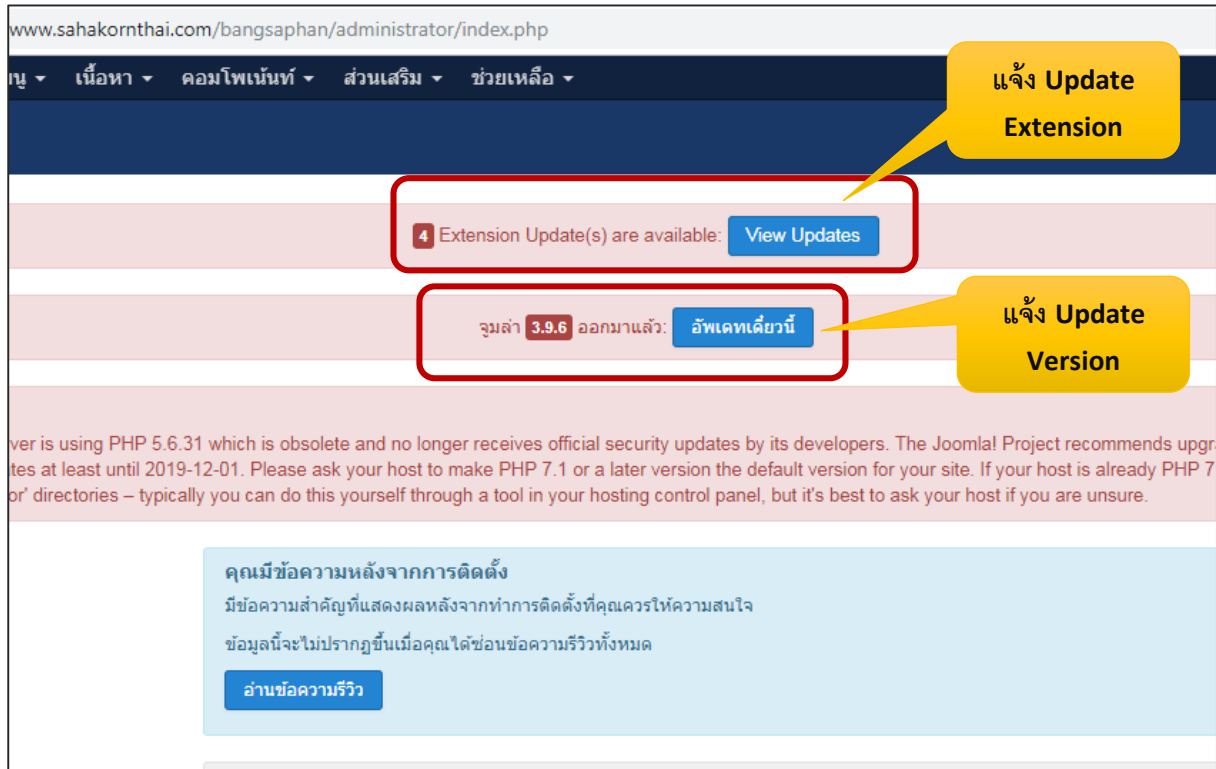 www.sahakornthai.com/bangsaphan/administrator/index.php
นู เนื้อหา คอมโพเน้นท์ ส่วนเสริม ช่วยเหลือ
แจ้ง Update
Extension
4 Extension Update(s) are available: View Updates
จูมล่า 3.9.6 ออกมาแล้ว: อัพเดทเดี่ยวนี้
แจ้ง Update
Version
ver is using PHP 5.6.31 which is obsolete and no longer receives official security updates by its developers. The Joomla! Project recommends upgra
ates at least until 2019-12-01. Please ask your host to make PHP 7.1 or a later version the default version for your site. If your host is already PHP 7
or' directories – typically you can do this yourself through a tool in your hosting control panel, but it's best to ask your host if you are unsure.
คุณมีข้อความหลังจากการติดตั้ง
มีข้อความสำคัญที่แสดงผลหลังจากทำการติดตั้งที่คุณควรให้ความสนใจ
ข้อมูลนี้จะไม่ปรากฏขึ้นเมื่อคุณได้ซ่อนข้อความรีวิวทั้งหมด
อ่านข้อความรีวิว